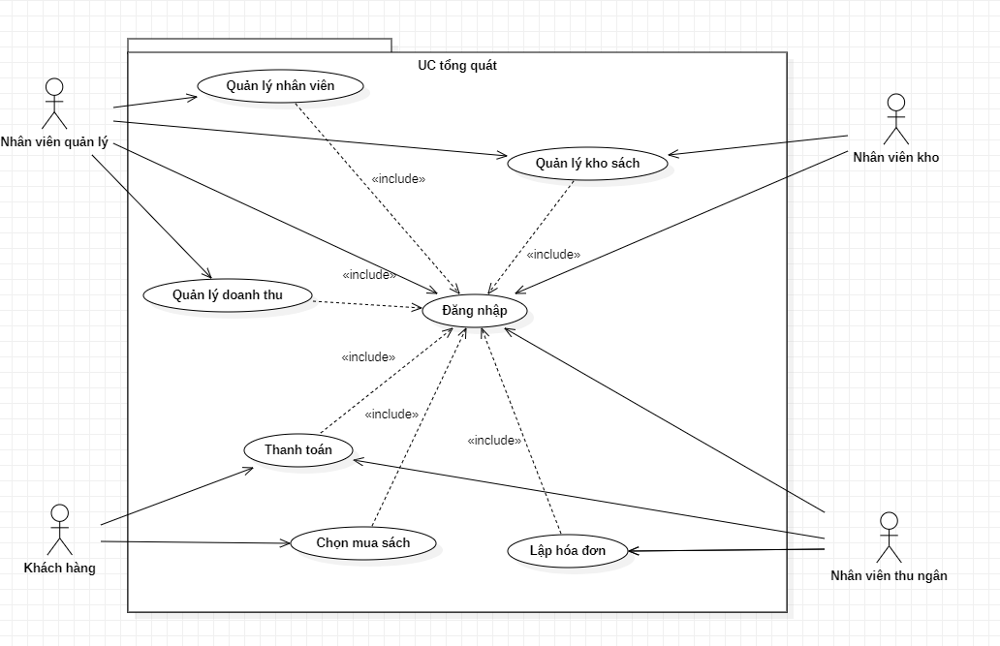 UC tổng quát
Quản lý nhân viên
Nhân viên quản lý
Nhân viên kho
Quản lý kho sách
«include»
«include»
«include»
Quản lý doanh thu
Đăng nhập
«include»
«include»
«include»
Thanh toán
Chọn mua sách
Lập hóa đơn
Khách hàng
Nhân viên thu ngân